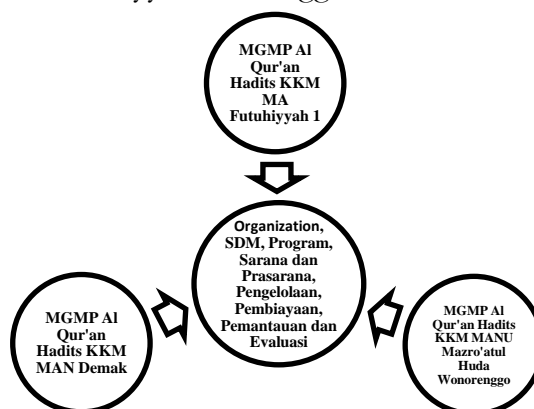 MGMP Al
Qur'an
Hadits KKM
MA
Futuhiyyah 1
Organization,
SDM, Program,
Sarana dan
Prasarana,
Pengelolaan,
Pembiayaan,
Pemantauan dan
Evaluasi
MGMP Al
Qur'an
Hadits KKM
MAN Demak
MGMP Al
Qur'an Hadits
KKM MANU
Mazro'atul
Huda
Wonorenggo